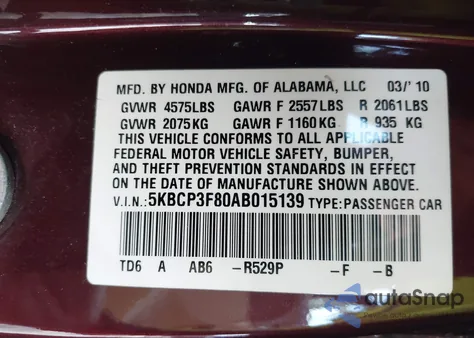 MFD. BY HONDA MFG. OF ALABAMA, LLC 03/'10
GVWR 4575LBS GAWR F 2557LBS R 2061LBS
GVWR 2075KG GAWR F 1160KG R 935 KG
THIS VEHICLE CONFORMS TO ALL APPLICABLE
FEDERAL MOTOR VEHICLE SAFETY, BUMPER,
AND THEFT PREVENTION STANDARDS IN EFFECT
ON THE DATE OF MANUFACTURE SHOWN ABOVE.
V.I.N.: 5KBCP3F80AB015139 TYPE: PASSENGER CAR
TD6 A AB6 -R529P -F -B
autoSnap